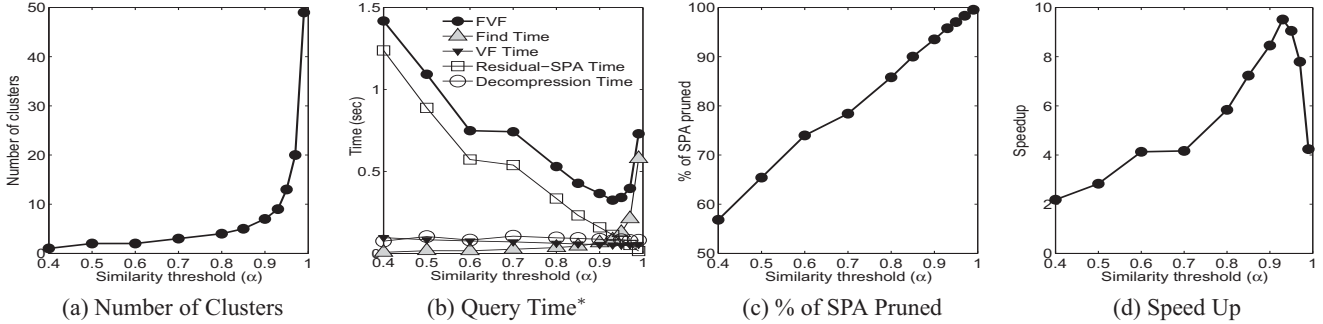 50
40
30
20
10
0
Number of clusters
0.4 0.5 0.6 0.7 0.8 0.9 1
Similarity threshold (α)
(a) Number of Clusters
1.5
1
0.5
Time (sec)
FVF
Find Time
VF Time
Residual−SPA Time
Decompression Time
0.4 0.5 0.6 0.7 0.8 0.9 1
Similarity threshold (α)
(b) Query Time*
100
90
80
70
60
50
% of SPA pruned
0.4 0.5 0.6 0.7 0.8 0.9 1
Similarity threshold (α)
(c) % of SPA Pruned
10
8
6
4
2
0
Speedup
0.4 0.5 0.6 0.7 0.8 0.9 1
Similarity threshold (α)
(d) Speed Up